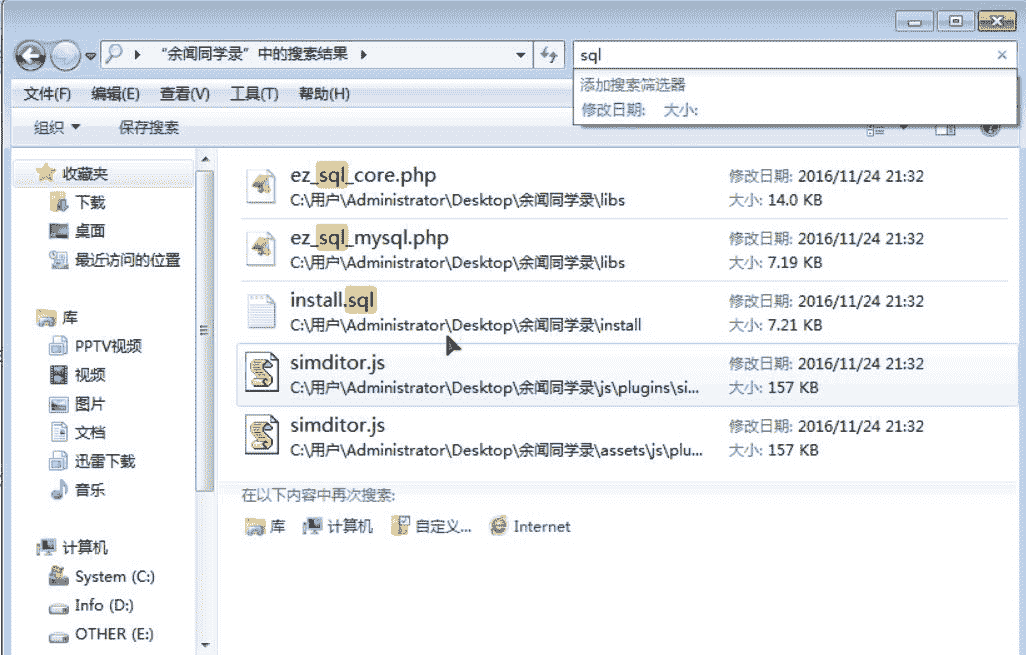 “余闻同学录” 中的搜索结果
sql
添加搜索筛选器
修改日期: 大小:
文件(F) 编辑(E) 查看(V) 工具(T) 帮助(H)
组织 保存搜索
收藏夹
下载
桌面
最近访问的位置
库
PPTV视频
视频
图片
文档
迅雷下载
音乐
计算机
System (C:)
Info (D:)
OTHER (E:)
ez_sql_core.php
C:\用户\Administrator\Desktop\余闻同学录\libs
修改日期: 2016/11/24 21:32
大小: 14.0 KB
ez_sql_mysql.php
C:\用户\Administrator\Desktop\余闻同学录\libs
修改日期: 2016/11/24 21:32
大小: 7.19 KB
install.sql
C:\用户\Administrator\Desktop\余闻同学录\install
修改日期: 2016/11/24 21:32
大小: 7.21 KB
simditor.js
C:\用户\Administrator\Desktop\余闻同学录\js\plugins\si...
修改日期: 2016/11/24 21:32
大小: 157 KB
simditor.js
C:\用户\Administrator\Desktop\余闻同学录\assets\js\plu...
修改日期: 2016/11/24 21:32
大小: 157 KB
在以下内容中再次搜索:
库 计算机 自定义... Internet